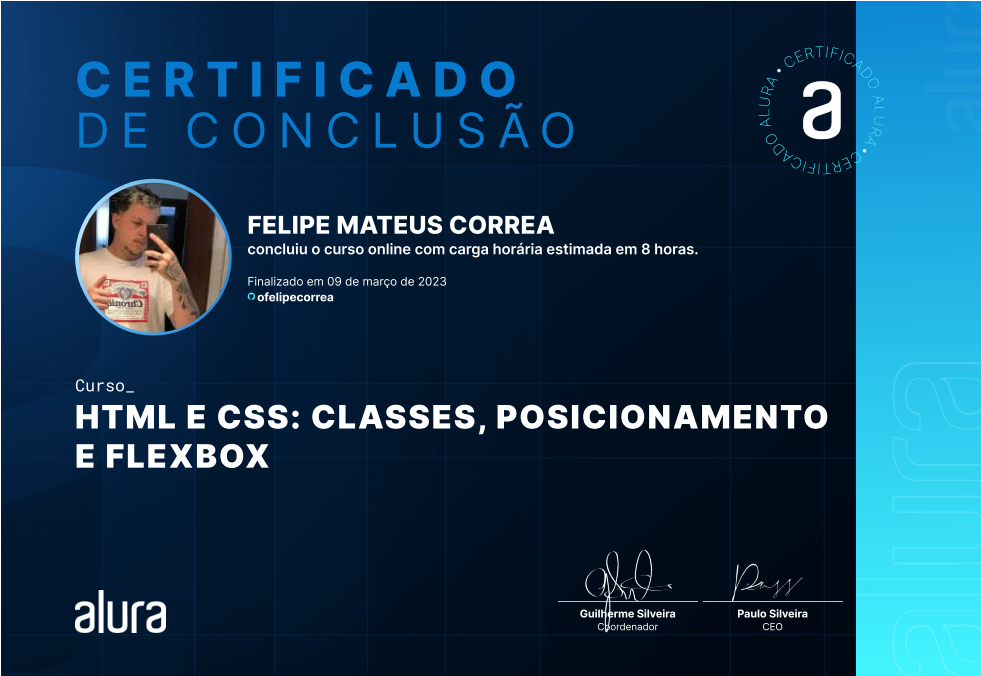 CERTIFICADO
DE CONCLUSÃO
CERTIFICADO ALURA • CERTIFICADO ALURA •
a
FELIPE MATEUS CORREA
concluiu o curso online com carga horária estimada em 8 horas.
Finalizado em 09 de março de 2023
ofelipecorrea
Curso_
HTML E CSS: CLASSES, POSICIONAMENTO
E FLEXBOX
alura
Guilherme Silveira
Coordenador
Paulo Silveira
CEO
alura
alura